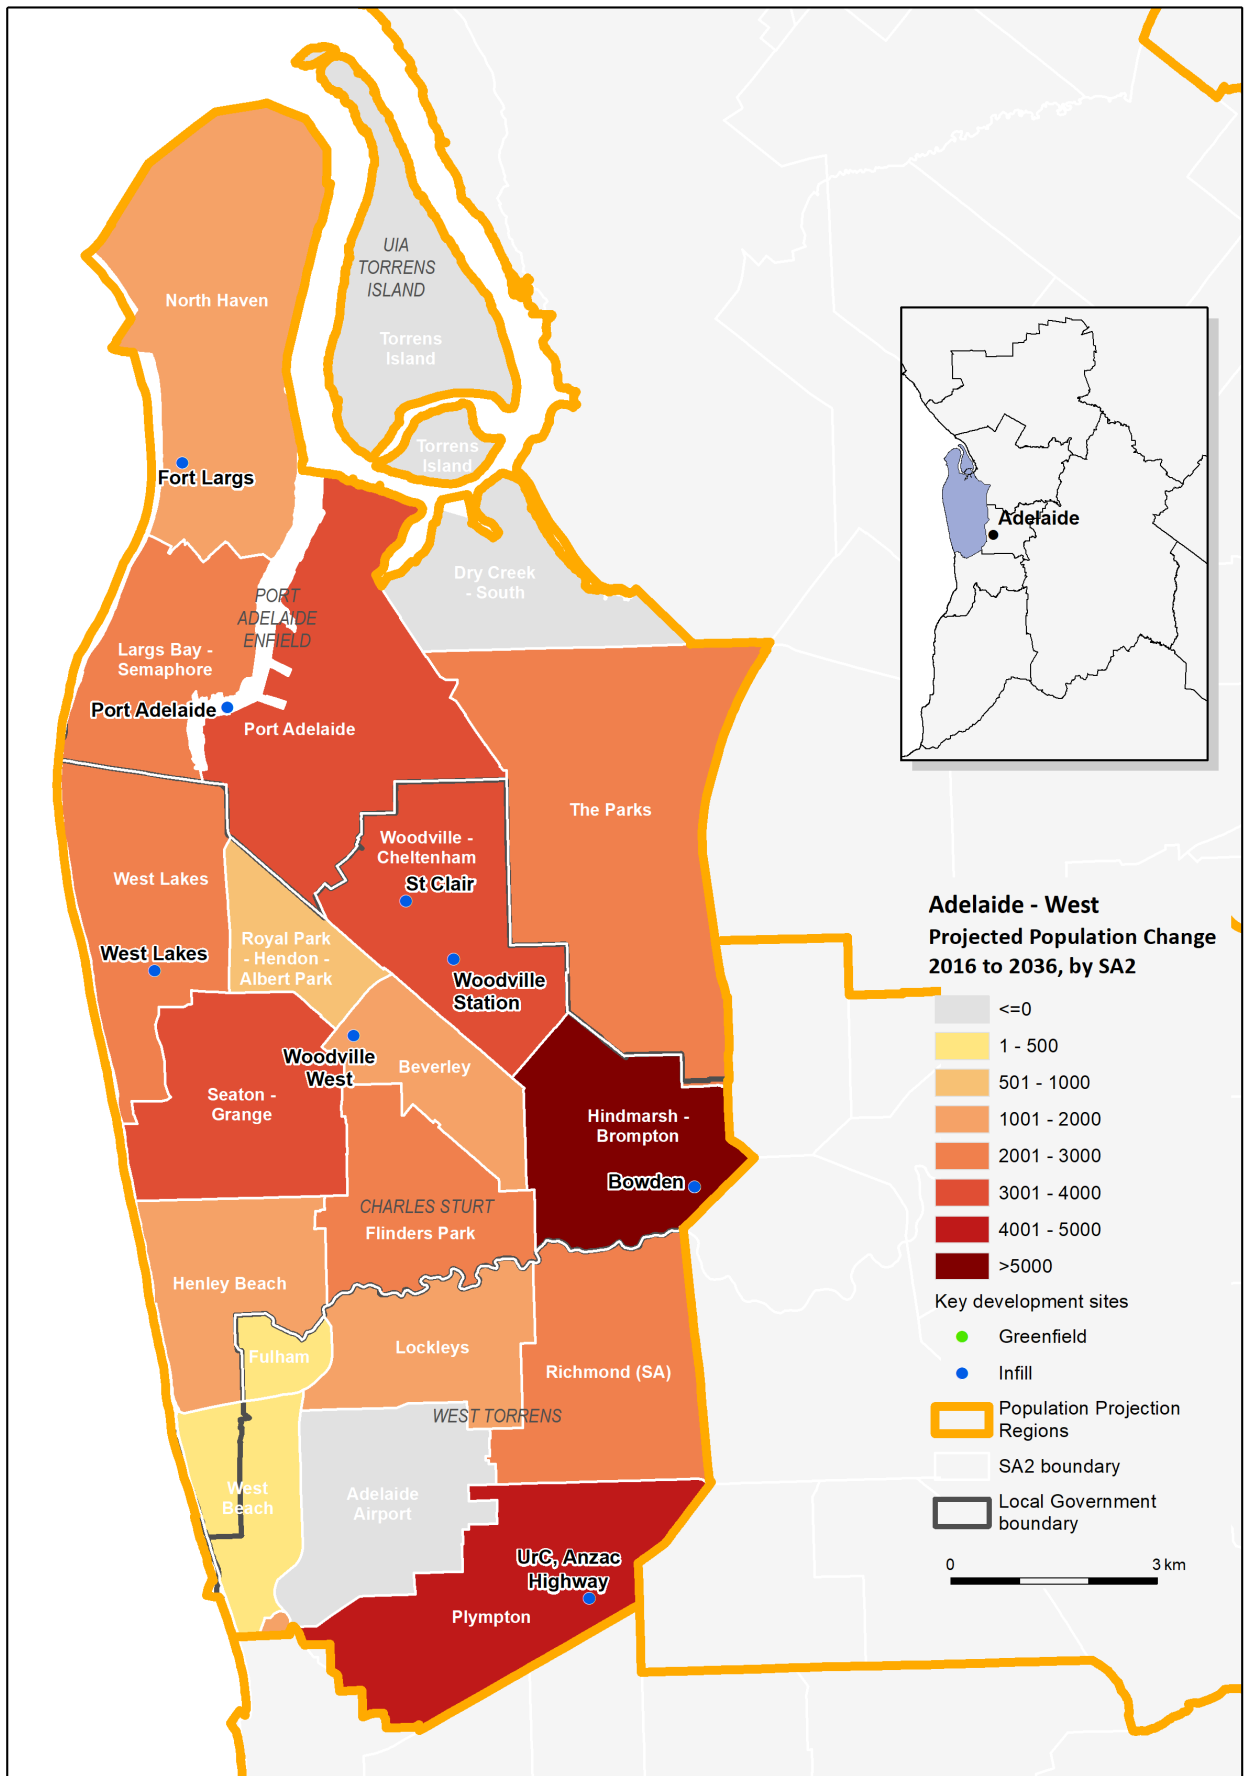 UIA
TORRENS
ISLAND
North Haven
Torrens
Island
Torrens
Island
Fort Largs
Adelaide
Dry Creek
- South
PORT
ADELAIDE
ENFIELD
Largs Bay -
Semaphore
Port Adelaide
Port Adelaide
The Parks
Woodville -
Cheltenham
St Clair
West Lakes
Royal Park
- Hendon -
Albert Park
West Lakes
Woodville
Station
Woodville
West
Beverley
Seaton -
Grange
Hindmarsh -
Brompton
Bowden
CHARLES STURT
Flinders Park
Henley Beach
Lockleys
Fulham
Richmond (SA)
WEST TORRENS
West
Beach
Adelaide
Airport
UrC, Anzac
Highway
Plympton
Adelaide - West
Projected Population Change
2016 to 2036, by SA2
<=0
1 - 500
501 - 1000
1001 - 2000
2001 - 3000
3001 - 4000
4001 - 5000
>5000
Key development sites
Greenfield
Infill
Population Projection
Regions
SA2 boundary
Local Government
boundary
0 3 km